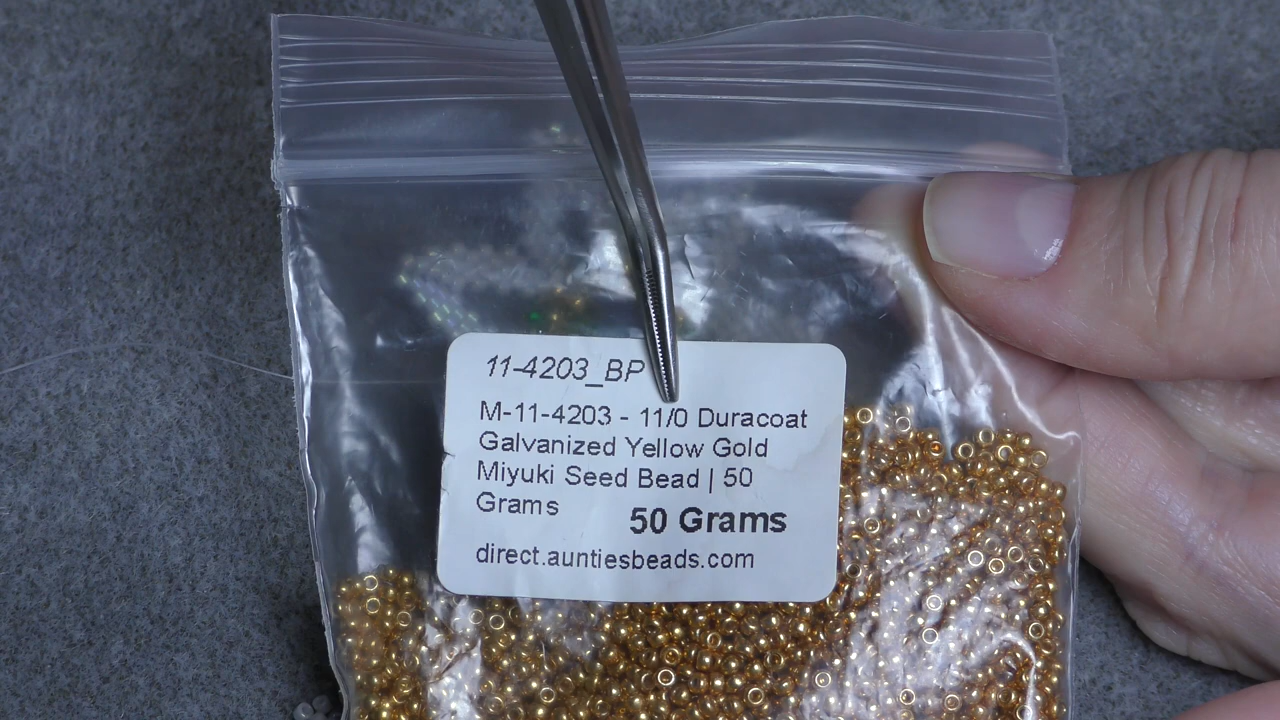 11-4203_BP
M-11-4203 - 11/0 Duracoat
Galvanized Yellow Gold
Miyuki Seed Bead | 50
Grams
50 Grams
direct.auntiesbeads.com